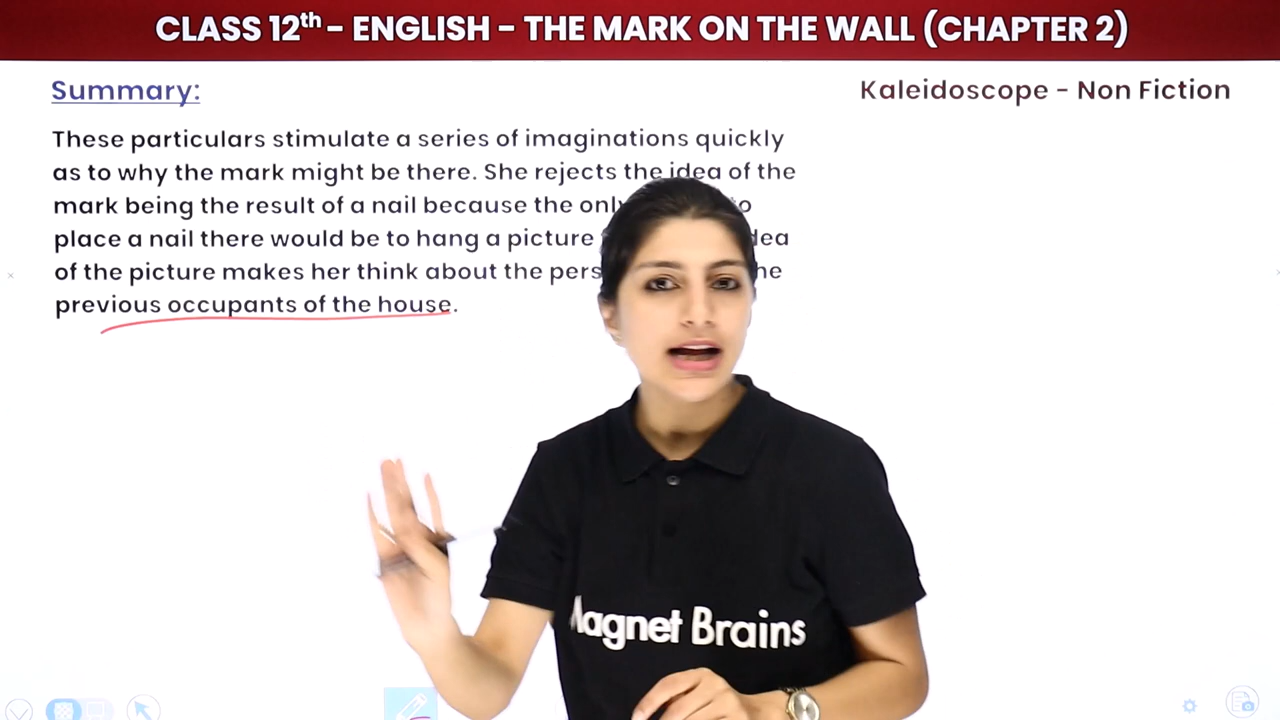 CLASS 12th - ENGLISH - THE MARK ON THE WALL (CHAPTER 2)
Summary:
Kaleidoscope - Non Fiction
These particulars stimulate a series of imaginations quickly
as to why the mark might be there. She rejects the idea of the
mark being the result of a nail because the only to
place a nail there would be to hang a picture
of the picture makes her think about the
previous occupants of the house.
Magnet Brains